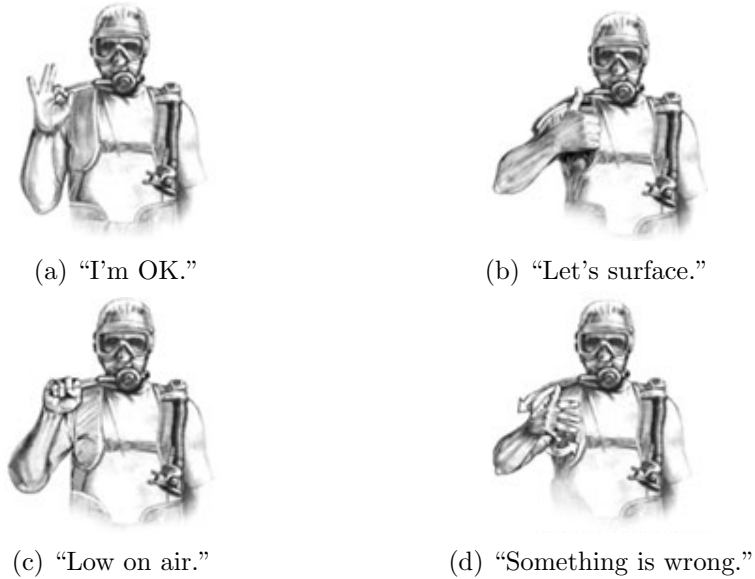 (a) “I’m OK.”
(b) “Let’s surface.”
(c) “Low on air.”
(d) “Something is wrong.”